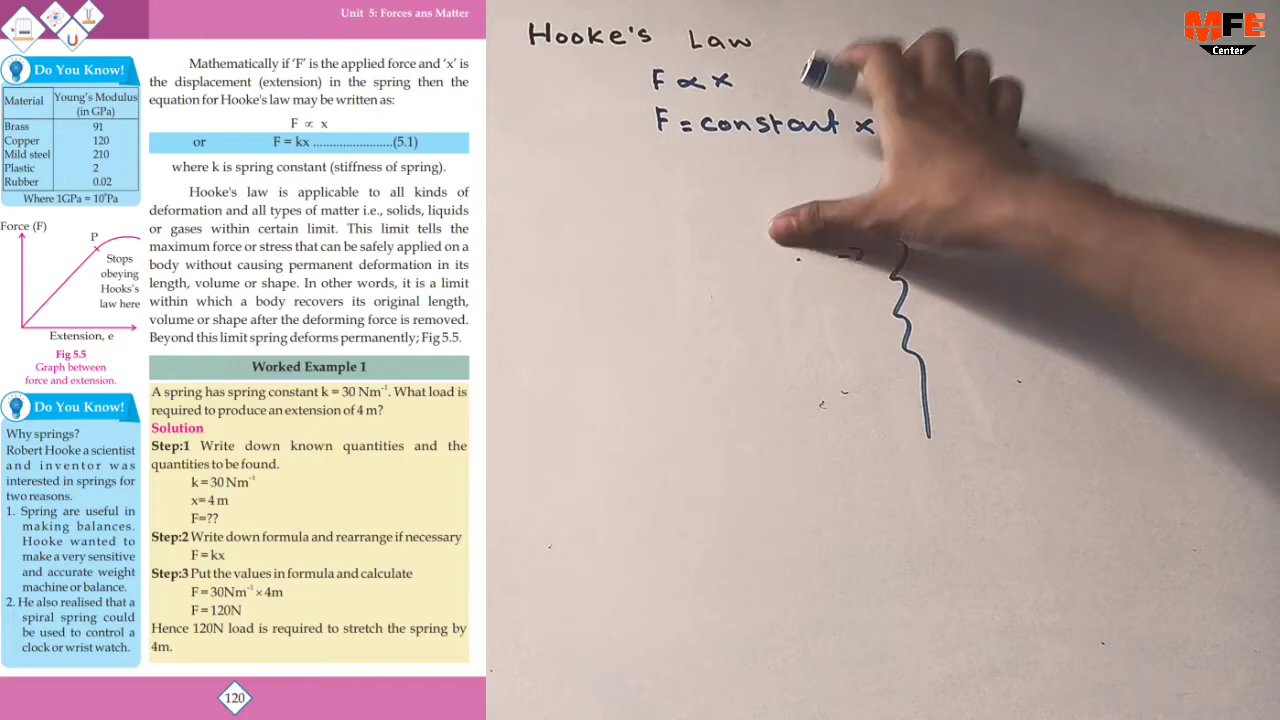 Unit 5: Forces ans Matter
Do You Know!
Material Young's Modulus (in GPa)
Brass 91
Copper 120
Mild steel 210
Plastic 2
Rubber 0.02
Where 1GPa = 10⁹Pa
Force (F)
P
Stops
obeying
Hooks's
law here
Extension, e
Fig 5.5
Graph between
force and extension.
Do You Know!
Why springs?
Robert Hooke a scientist
and inventor was
interested in springs for
two reasons.
1. Spring are useful in
making balances.
Hooke wanted to
make a very sensitive
and accurate weight
machine or balance.
2. He also realised that a
spiral spring could
be used to control a
clock or wrist watch.
Mathematically if 'F' is the applied force and 'x' is
the displacement (extension) in the spring then the
equation for Hooke's law may be written as:
F ∝ x
or F = kx ........................(5.1)
where k is spring constant (stiffness of spring).
Hooke's law is applicable to all kinds of
deformation and all types of matter i.e., solids, liquids
or gases within certain limit. This limit tells the
maximum force or stress that can be safely applied on a
body without causing permanent deformation in its
length, volume or shape. In other words, it is a limit
within which a body recovers its original length,
volume or shape after the deforming force is removed.
Beyond this limit spring deforms permanently; Fig 5.5.
Worked Example 1
A spring has spring constant k = 30 Nm⁻¹. What load is
required to produce an extension of 4 m?
Solution
Step:1 Write down known quantities and the
quantities to be found.
k = 30 Nm⁻¹
x= 4 m
F=??
Step:2 Write down formula and rearrange if necessary
F = kx
Step:3 Put the values in formula and calculate
F = 30Nm⁻¹ × 4m
F = 120N
Hence 120N load is required to stretch the spring by
4m.
120
Hooke's Law
F ∝ x
F = constant x
MFE
Center